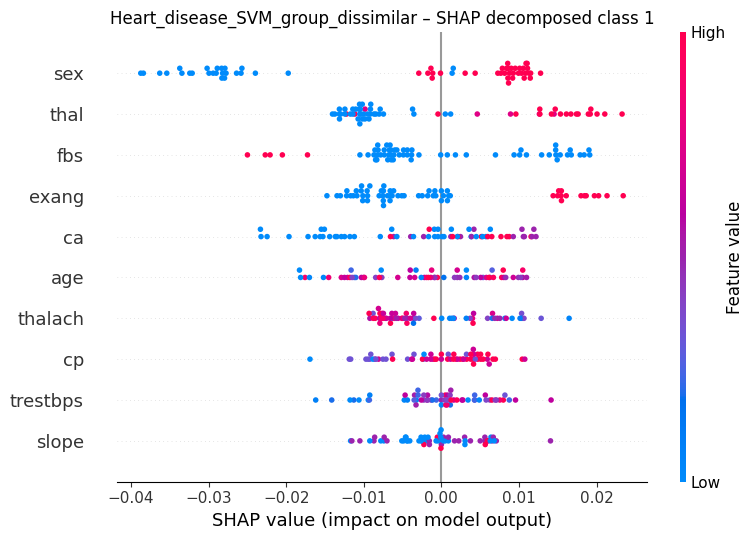 Heart_disease_SVM_group_dissimilar – SHAP decomposed class 1
High
sex
thal
fbs
exang
ca
age
thalach
cp
trestbps
slope
Feature value
Low
−0.04 −0.03 −0.02 −0.01 0.00 0.01 0.02
SHAP value (impact on model output)